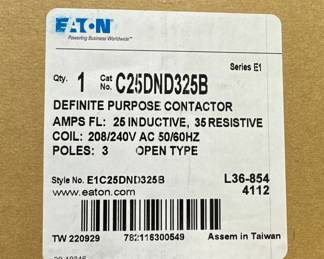 EATON
Powering Business Worldwide
Series E1
Qty. 1 Cat No. C25DND325B
DEFINITE PURPOSE CONTACTOR
AMPS FL: 25 INDUCTIVE, 35 RESISTIVE
COIL: 208/240V AC 50/60HZ
POLES: 3 OPEN TYPE
Style No. E1C25DND325B L36-854
www.eaton.com 4112
TW 220929 782116300549 Assem in Taiwan